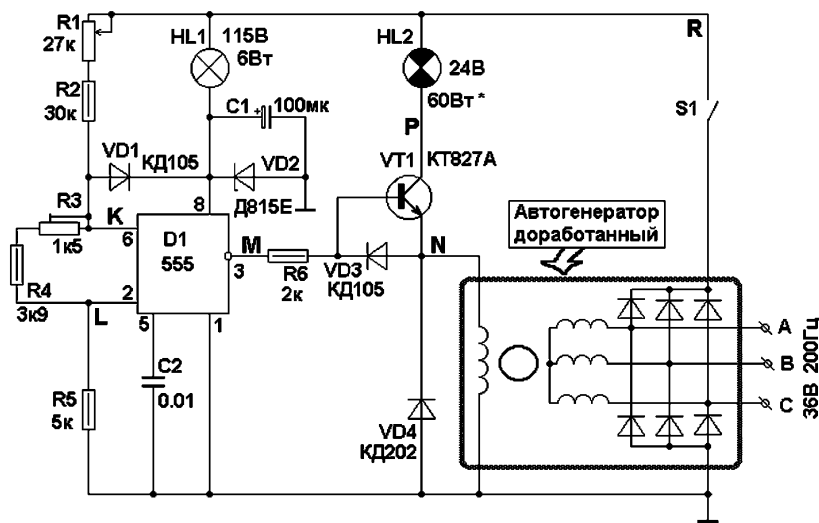 R1
27к
HL1
115В
6Вт
HL2
24В
60Вт *
R
S1
R2
30к
C1
+
100мк
P
VD1
КД105
VD2
Д815Е
VT1
КТ827А
R3
K
1к5
8
6
D1
555
M
3
R6
2к
VD3
КД105
N
Автогенератор
доработанный
R4
3к9
L
2
5
1
C2
0.01
R5
5к
VD4
КД202
A
B
C
36В 200Гц